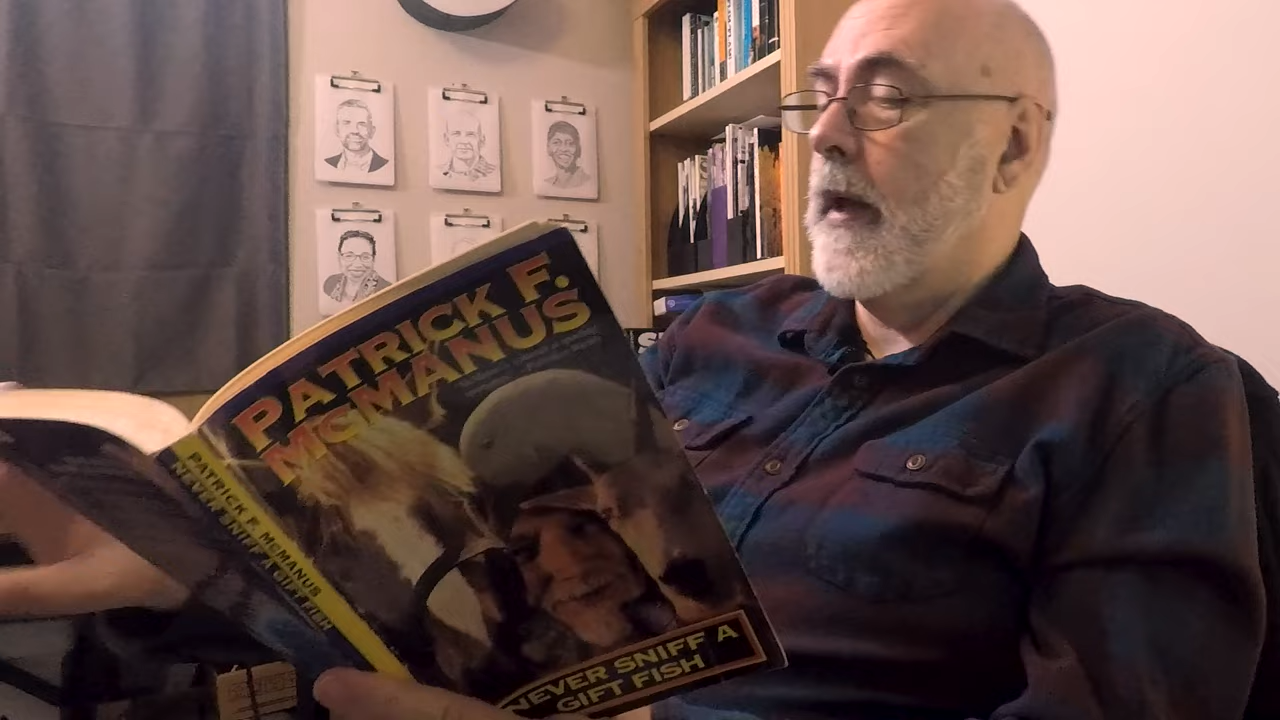 PATRICK F.
MCMANUS
NEVER SNIFF A
GIFT FISH
PATRICK F. MCMANUS
NEVER SNIFF A GIFT FISH